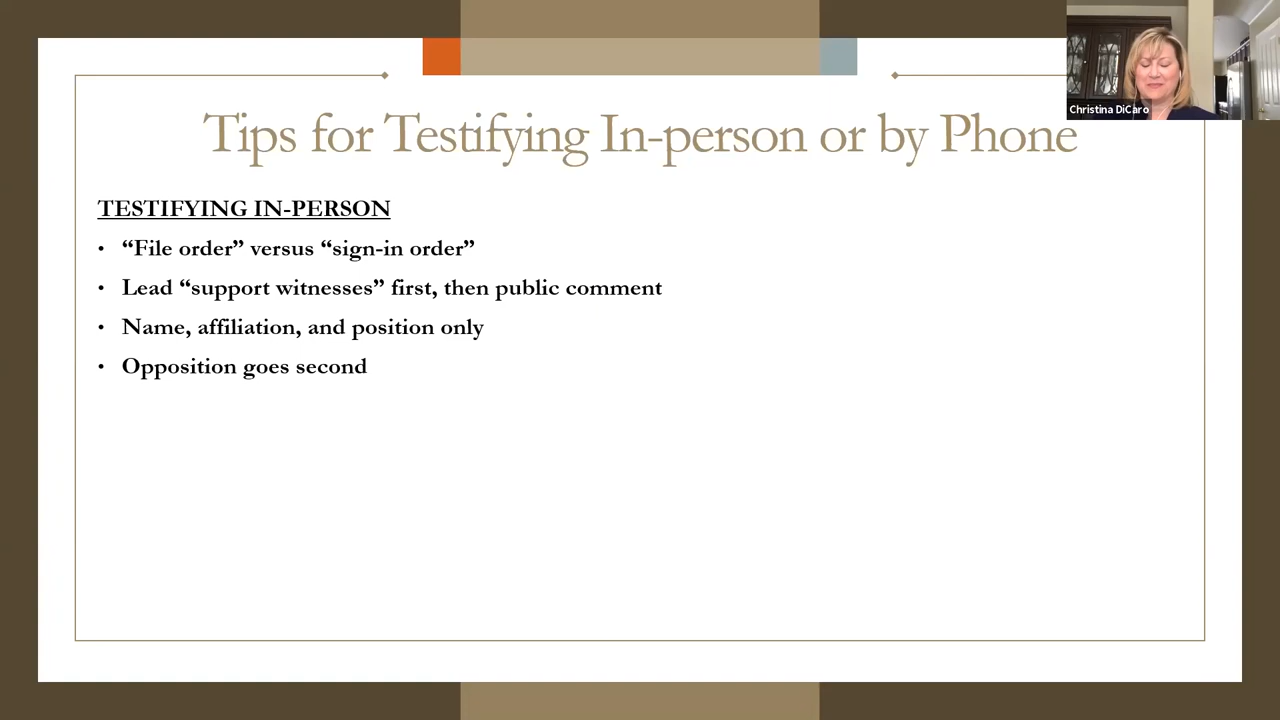 Christina DiCaro
Tips for Testifying In-person or by Phone
TESTIFYING IN-PERSON
• “File order” versus “sign-in order”
• Lead “support witnesses” first, then public comment
• Name, affiliation, and position only
• Opposition goes second